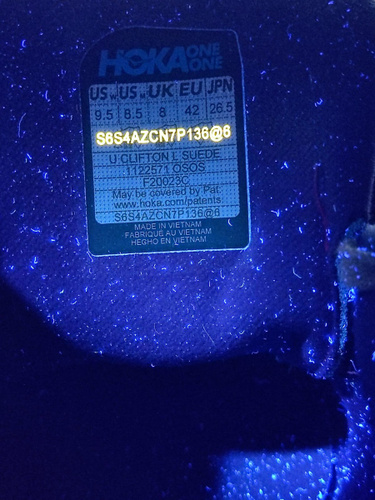 HOKA ONE ONE
US M US W UK EU JPN
9.5 8.5 8 42 26.5
S6S4AZCN7P136@6
U CLIFTON L SUEDE
1122571 OSOS
F20023C
May be covered by Pat.
www.hoka.com/patents
S6S4AZCN7P136@6
MADE IN VIETNAM
FABRIQUE AU VIETNAM
HECHO EN VIETNAM